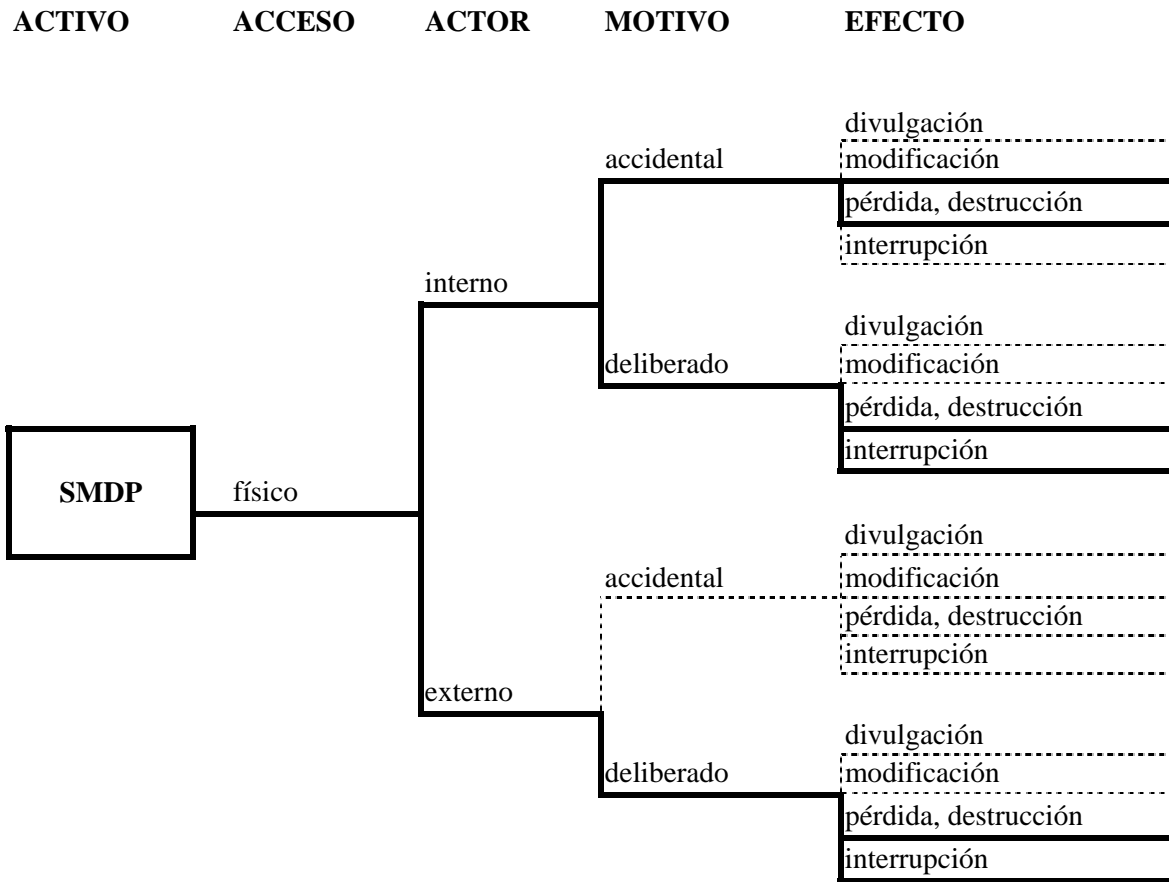 ACTIVO ACCESO ACTOR MOTIVO EFECTO
divulgación
accidental modificación
pérdida, destrucción
interrupción
interno
divulgación
deliberado modificación
pérdida, destrucción
interrupción
SMDP físico
divulgación
accidental modificación
pérdida, destrucción
interrupción
externo
divulgación
deliberado modificación
pérdida, destrucción
interrupción